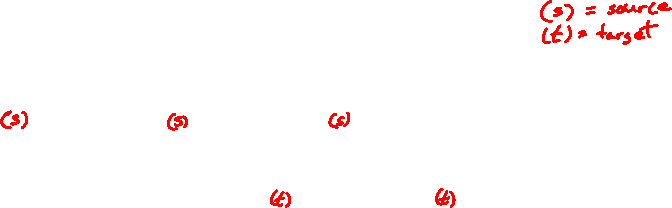 (s) = source
(t) = target
(s) (s) (s)
(t) (t)